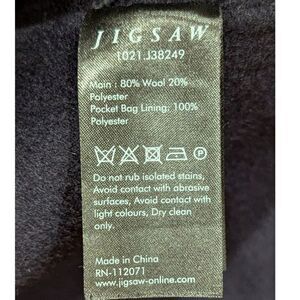 JIGSAW
t021.J38249
Main : 80% Wool 20%
Polyester
Pocket Bag Lining: 100%
Polyester
P
Do not rub isolated stains,
Avoid contact with abrasive
surfaces, Avoid contact with
light colours, Dry clean
only.
Made in China
RN-112071
www.jigsaw-online.com